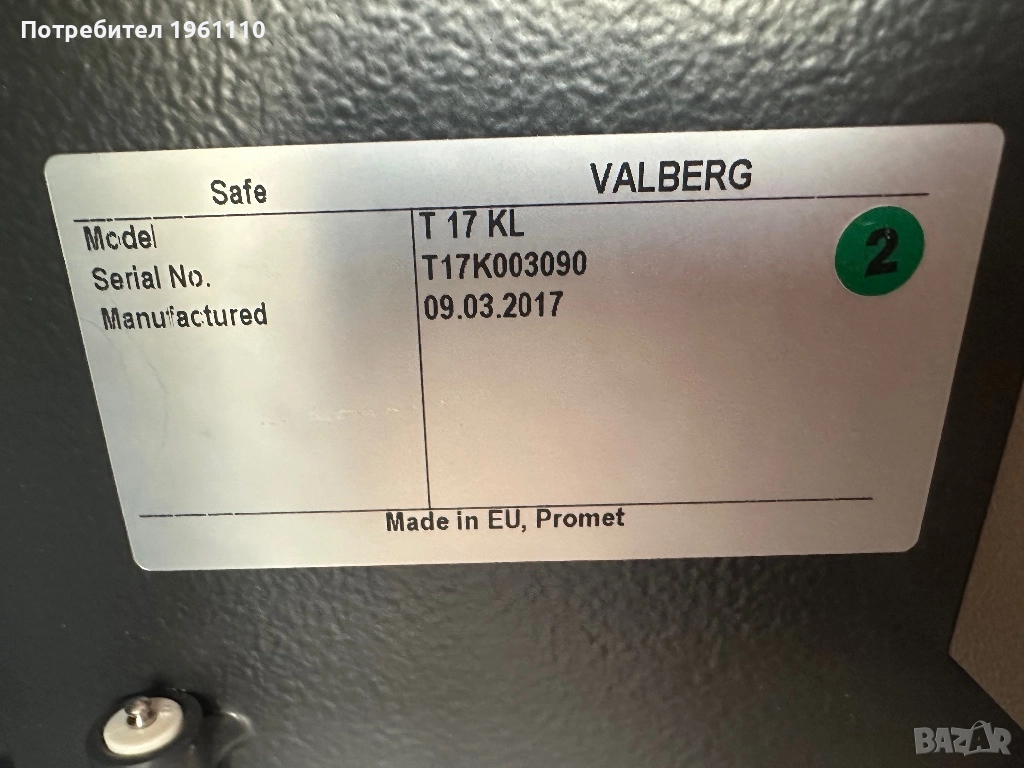 Потребител 1961110
Safe VALBERG
Model T 17 KL
2
Serial No. T17K003090
Manufactured 09.03.2017
Made in EU, Promet
BAZAR